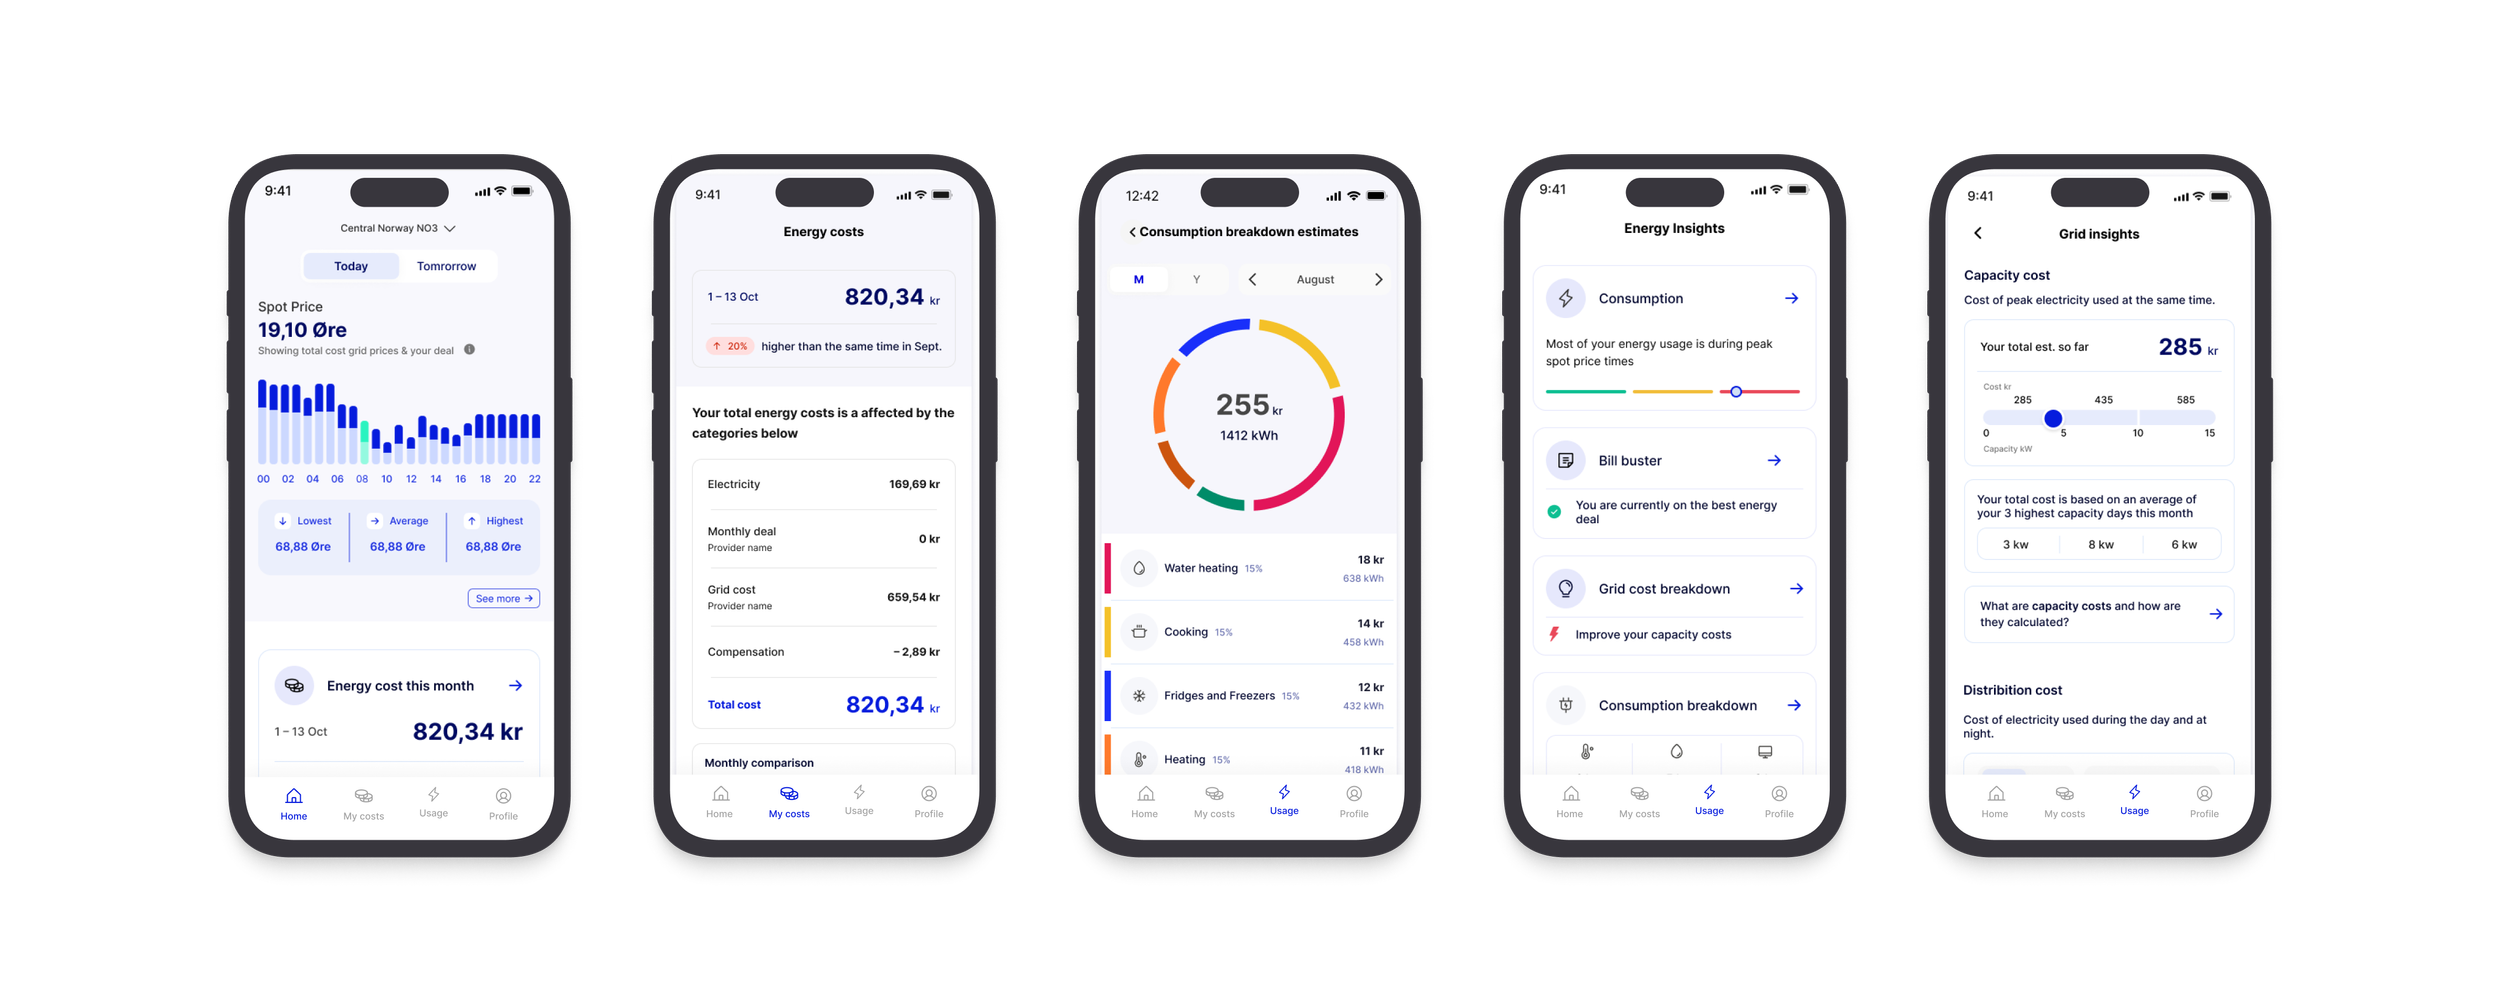 9:41
Central Norway NO3
Today
Tomrorrow
Spot Price
19,10 Øre
Showing total cost grid prices & your deal
00 02 04 06 08 10 12 14 16 18 20 22
Lowest
Average
Highest
68,88 Øre
68,88 Øre
68,88 Øre
See more
Energy cost this month
1 – 13 Oct
820,34 kr
Home
My costs
Usage
Profile
9:41
Energy costs
1 – 13 Oct
820,34 kr
20%
higher than the same time in Sept.
Your total energy costs is a affected by the
categories below
Electricity
169,69 kr
Monthly deal
Provider name
0 kr
Grid cost
Provider name
659,54 kr
Compensation
– 2,89 kr
Total cost
820,34 kr
Monthly comparison
Home
My costs
Usage
Profile
12:42
Consumption breakdown estimates
M
Y
August
255 kr
1412 kWh
Water heating 15%
18 kr
638 kWh
Cooking 15%
14 kr
458 kWh
Fridges and Freezers 15%
12 kr
432 kWh
Heating 15%
11 kr
418 kWh
Home
My costs
Usage
Profile
9:41
Energy Insights
Consumption
Most of your energy usage is during peak
spot price times
Bill buster
You are currently on the best energy
deal
Grid cost breakdown
Improve your capacity costs
Consumption breakdown
Home
My costs
Usage
Profile
9:41
Grid insights
Capacity cost
Cost of peak electricity used at the same time.
Your total est. so far
285 kr
Cost kr
285 435 585
0 5 10 15
Capacity kW
Your total cost is based on an average of
your 3 highest capacity days this month
3 kw
8 kw
6 kw
What are capacity costs and how are
they calculated?
Distribition cost
Cost of electricity used during the day and at
night.
Home
My costs
Usage
Profile